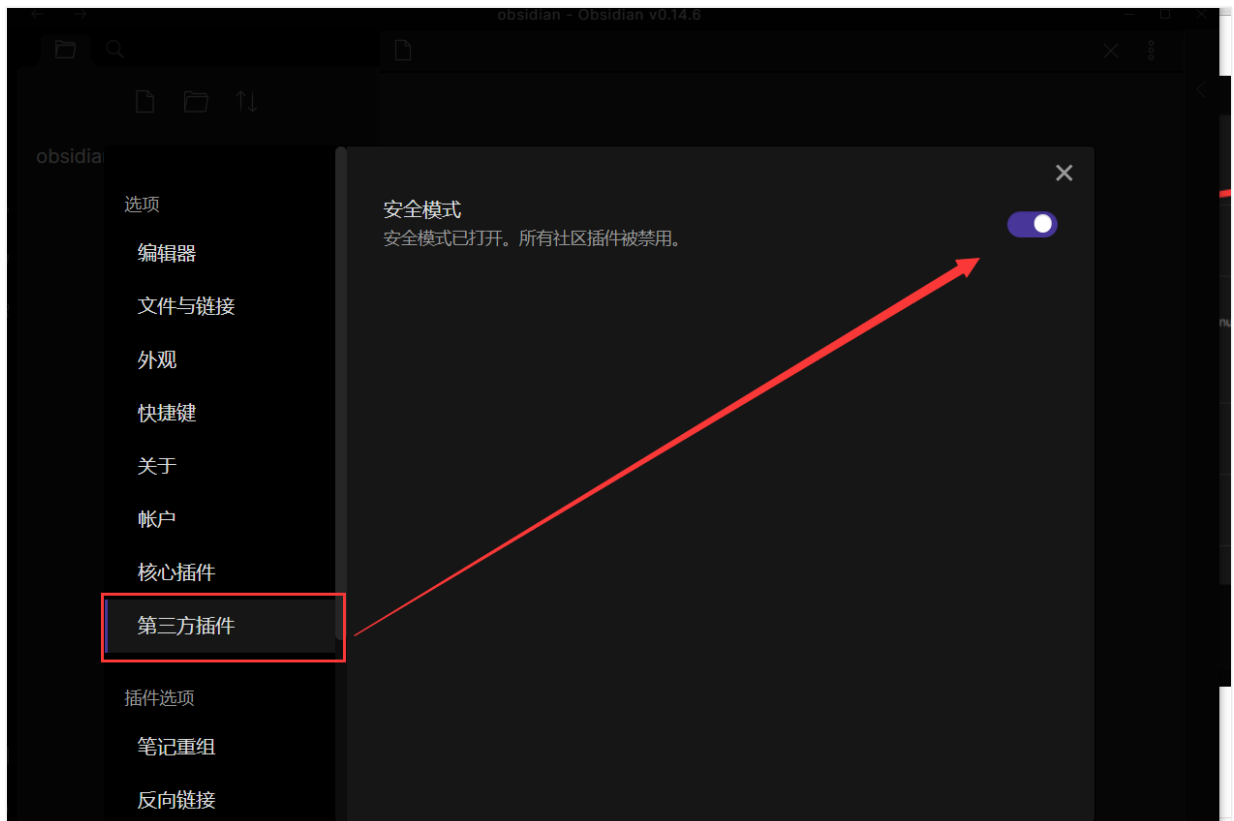 obsidian - Obsidian v0.14.6
obsidia
选项
编辑器
文件与链接
外观
快捷键
关于
帐户
核心插件
第三方插件
插件选项
笔记重组
反向链接
安全模式
安全模式已打开。所有社区插件被禁用。